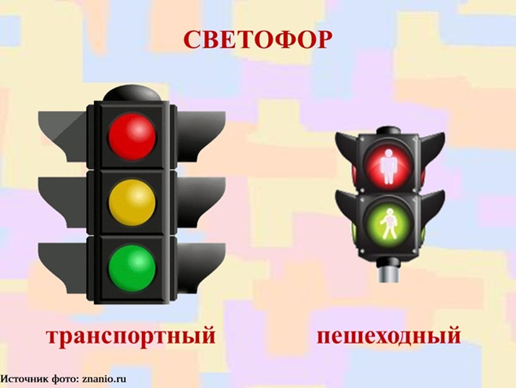 СВЕТОФОР
транспортный
пешеходный
Источник фото: znanio.ru